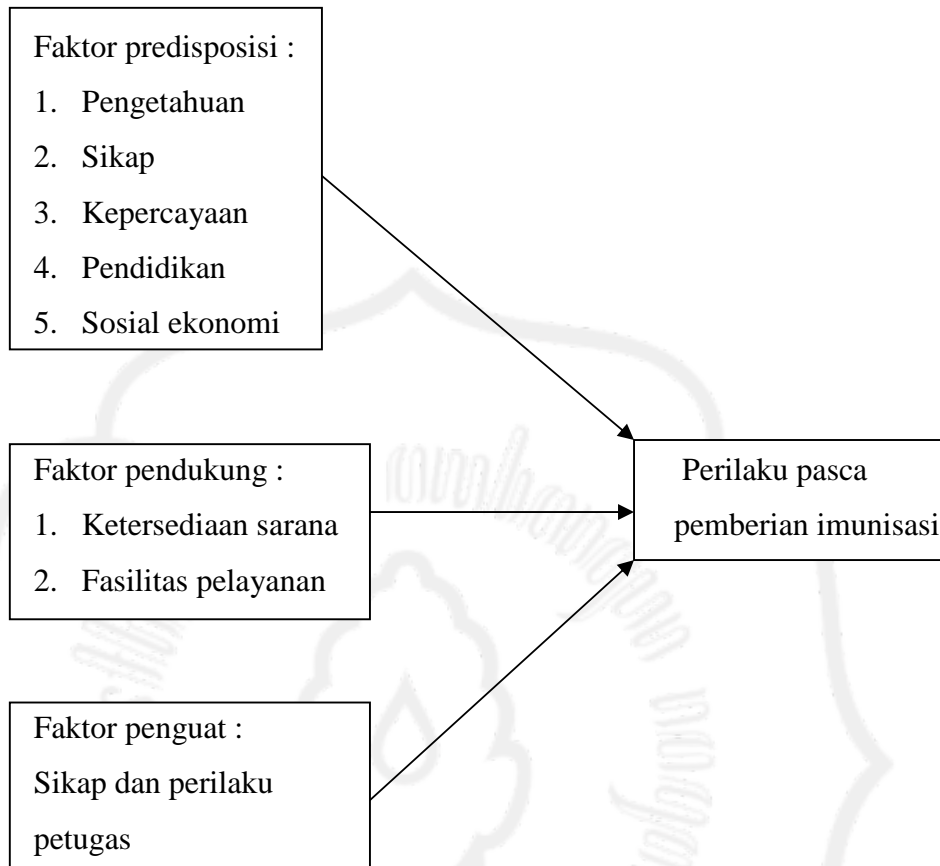 Faktor predisposisi :
1. Pengetahuan
2. Sikap
3. Kepercayaan
4. Pendidikan
5. Sosial ekonomi
Faktor pendukung :
1. Ketersediaan sarana
2. Fasilitas pelayanan
Faktor penguat :
Sikap dan perilaku
petugas
Perilaku pasca
pemberian imunisasi